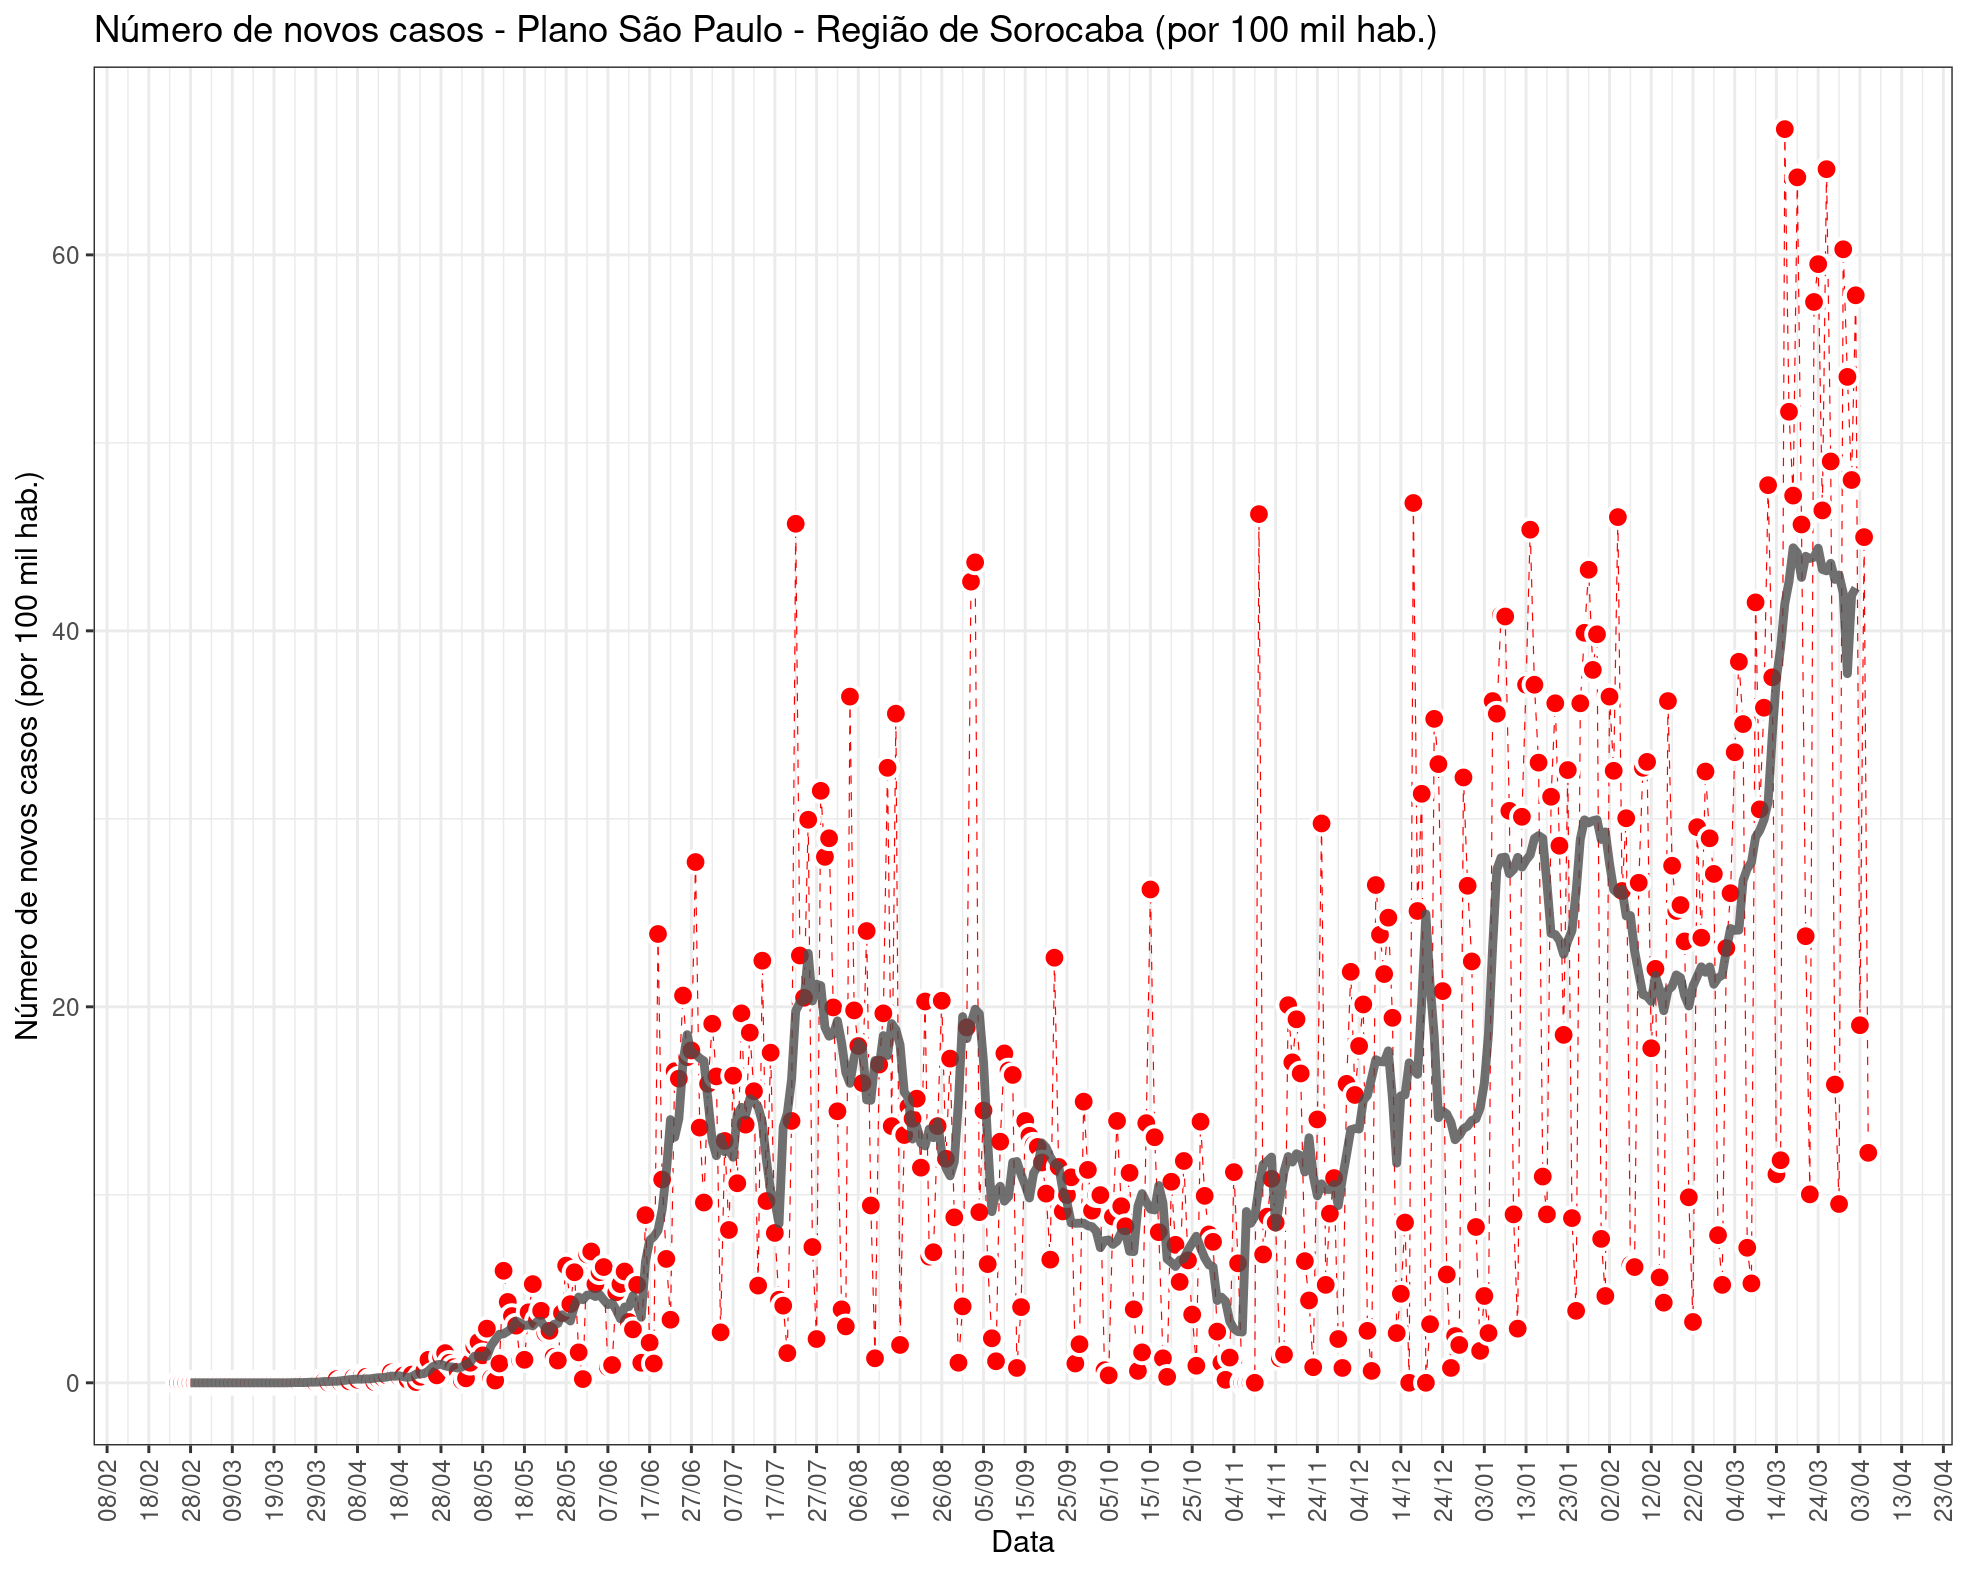 Número de novos casos - Plano São Paulo - Região de Sorocaba (por 100 mil hab.)
Número de novos casos (por 100 mil hab.)
60
40
20
0
08/02 18/02 28/02 09/03 19/03 29/03 08/04 18/04 28/04 08/05 18/05 28/05 07/06 17/06 27/06 07/07 17/07 27/07 06/08 16/08 26/08 05/09 15/09 25/09 05/10 15/10 25/10 04/11 14/11 24/11 04/12 14/12 24/12 03/01 13/01 23/01 02/02 12/02 22/02 04/03 14/03 24/03 03/04 13/04 23/04
Data